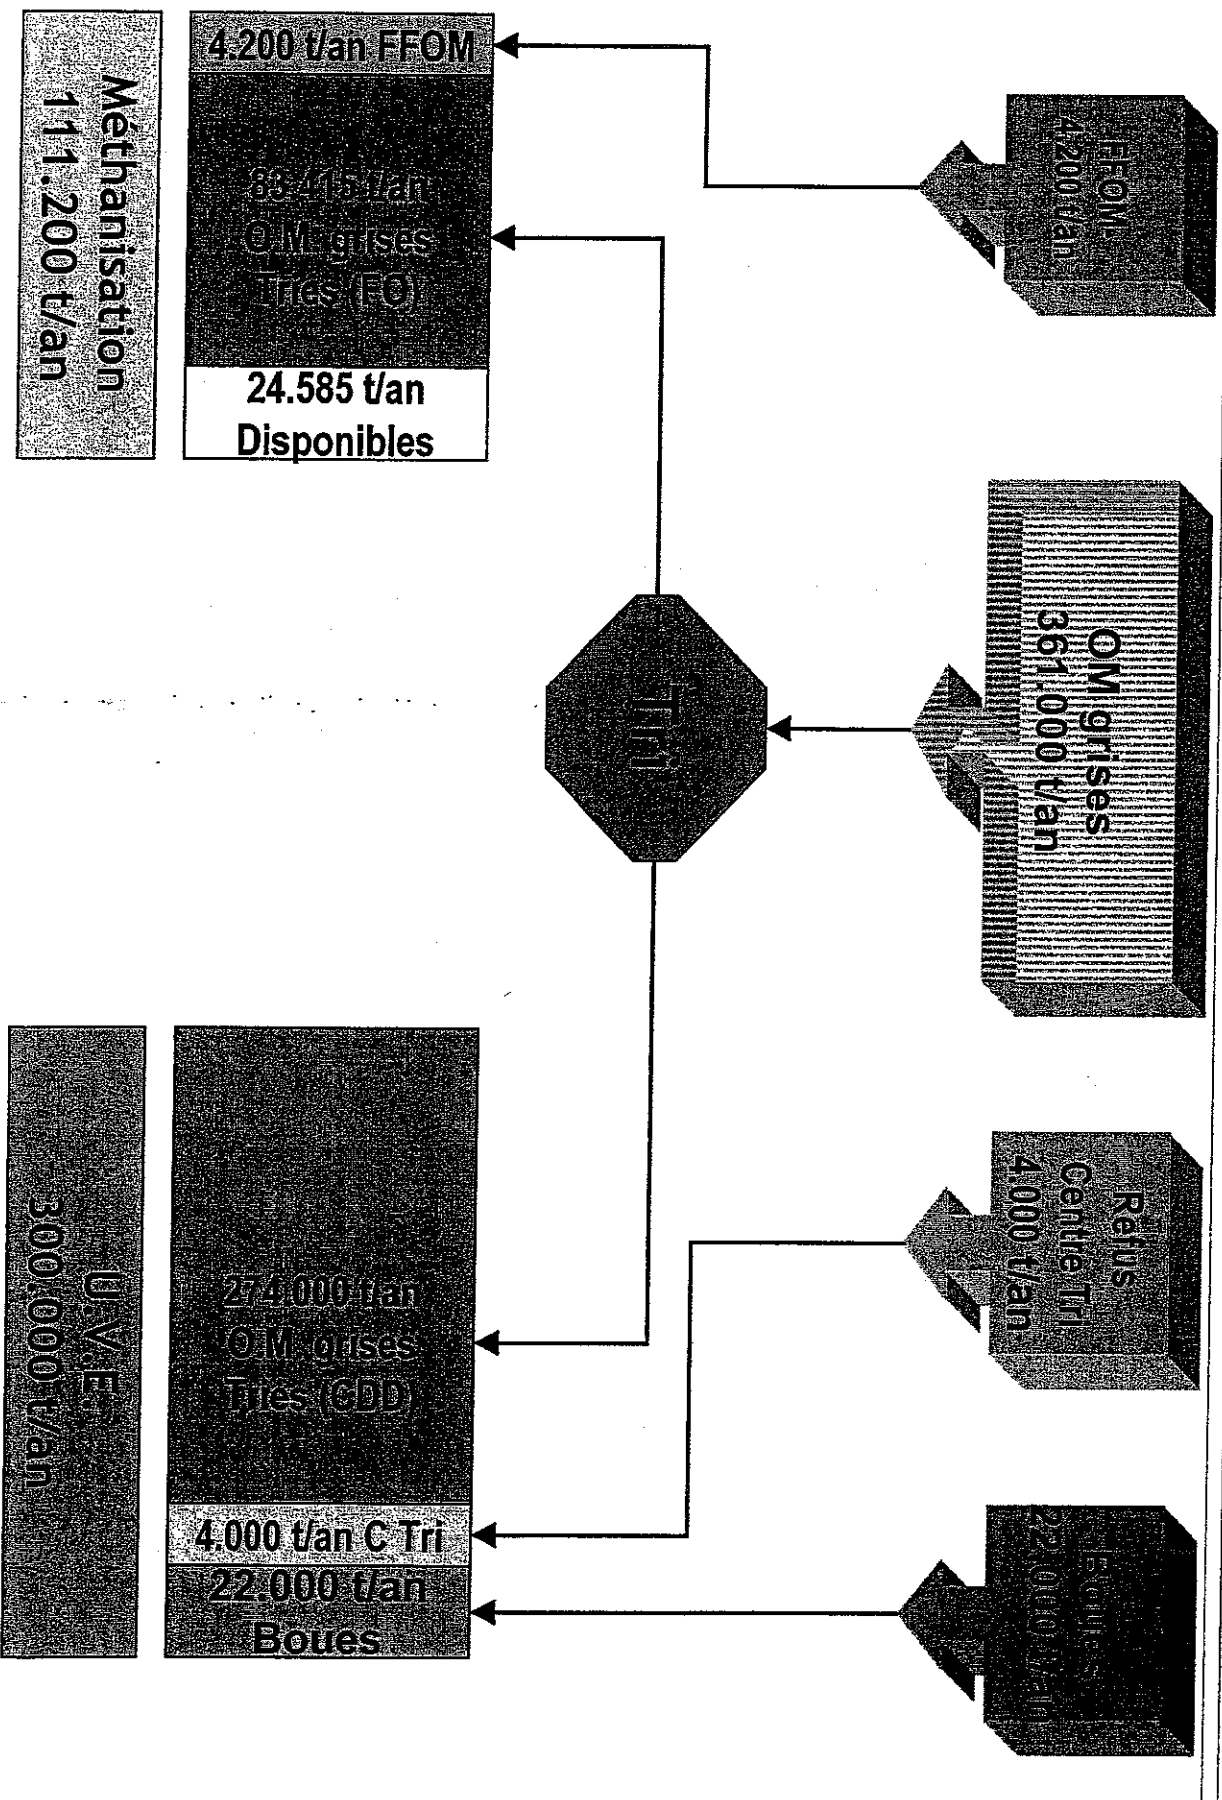 FFOM
4.200 t/an
OM grises
361.000 t/an
Refus
Centre Tri
4.000 t/an
Boues
22.000 t/an
Tri
4.200 t/an FFOM
83.415 t/an
O.M. grises
Triés (FO)
24.585 t/an
Disponibles
274.000 t/an
O.M. grises
Triés (CDD)
4.000 t/an C Tri
22.000 t/an
Boues
Méthanisation
111.200 t/an
U.V.E.
300.000 t/an